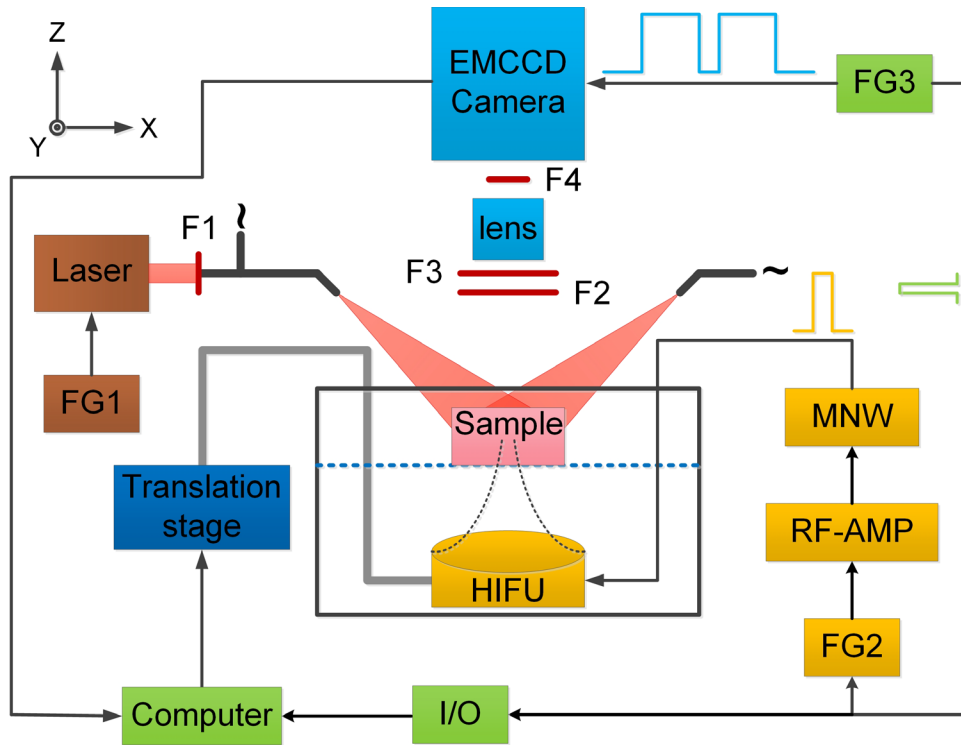 Z
EMCCD
Camera
FG3
Y
X
F4
F1
~
lens
Laser
F3
F2
~
FG1
Sample
MNW
Translation
stage
RF-AMP
HIFU
FG2
Computer
I/O